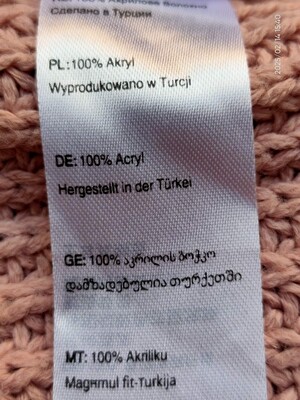 Сделано в Турции
PL:100% Akryl
Wyprodukowano w Turcji
DE: 100% Acryl
Hergestellt in der Türkei
GE: 100% აკრილის ბოჭკო
დამზადებულია თურქეთში
MT: 100% Akriliku
Magħmul fit-Turkija